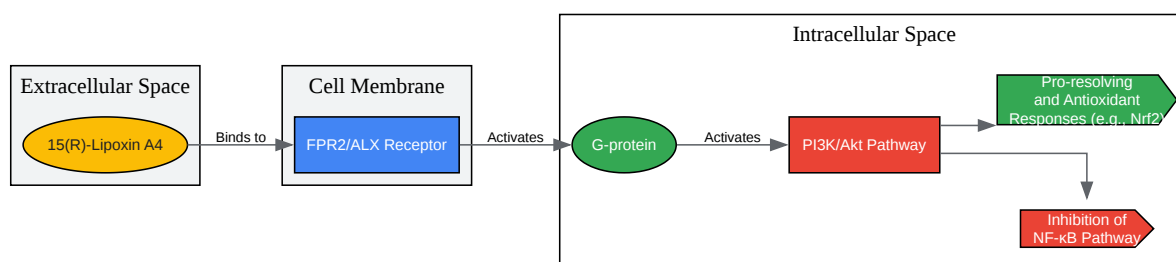 Intracellular Space
Extracellular Space
Cell Membrane
15(R)-Lipoxin A4
Binds to
FPR2/ALX Receptor
Activates
G-protein
Activates
PI3K/Akt Pathway
Pro-resolving
and Antioxidant
Responses (e.g., Nrf2)
Inhibition of
NF-κB Pathway